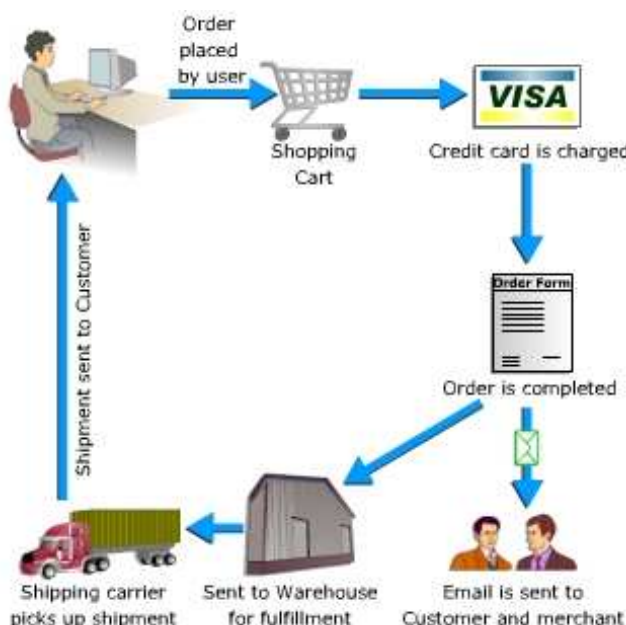 Order
placed
by user
Shopping
Cart
VISA
Credit card is charged
Order Form
Order is completed
Shipment sent to Customer
Shipping carrier
picks up shipment
Sent to Warehouse
for fulfillment
Email is sent to
Customer and merchant